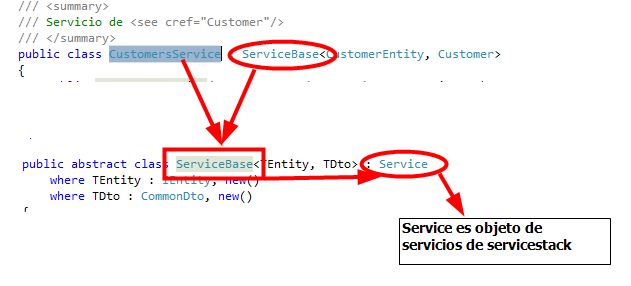 /// <summary>
/// Servicio de <see cref="Customer"/>
/// </summary>
public class CustomersService ServiceBase<CustomerEntity, Customer>
{
public abstract class ServiceBase<TEntity, TDto> : Service
where TEntity : IEntity, new()
where TDto : CommonDto, new()
{
Service es objeto de
servicios de servicestack